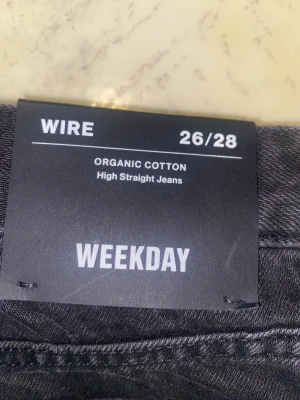 WIRE 26/28
ORGANIC COTTON
High Straight Jeans
WEEKDAY